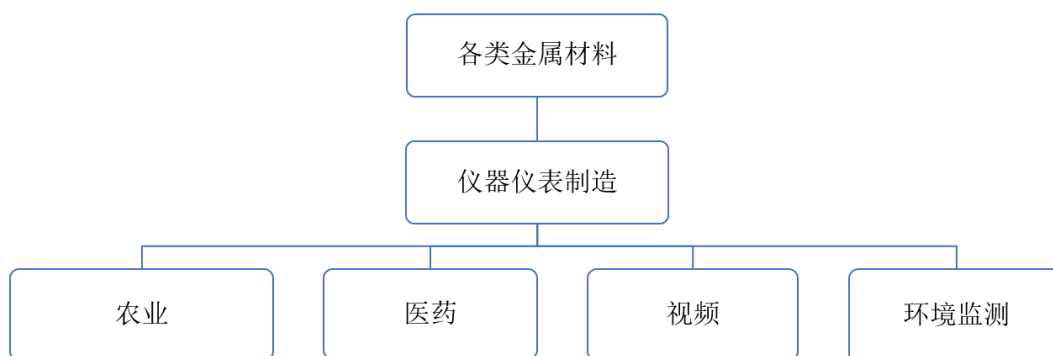 各类金属材料
仪器仪表制造
农业
医药
视频
环境监测